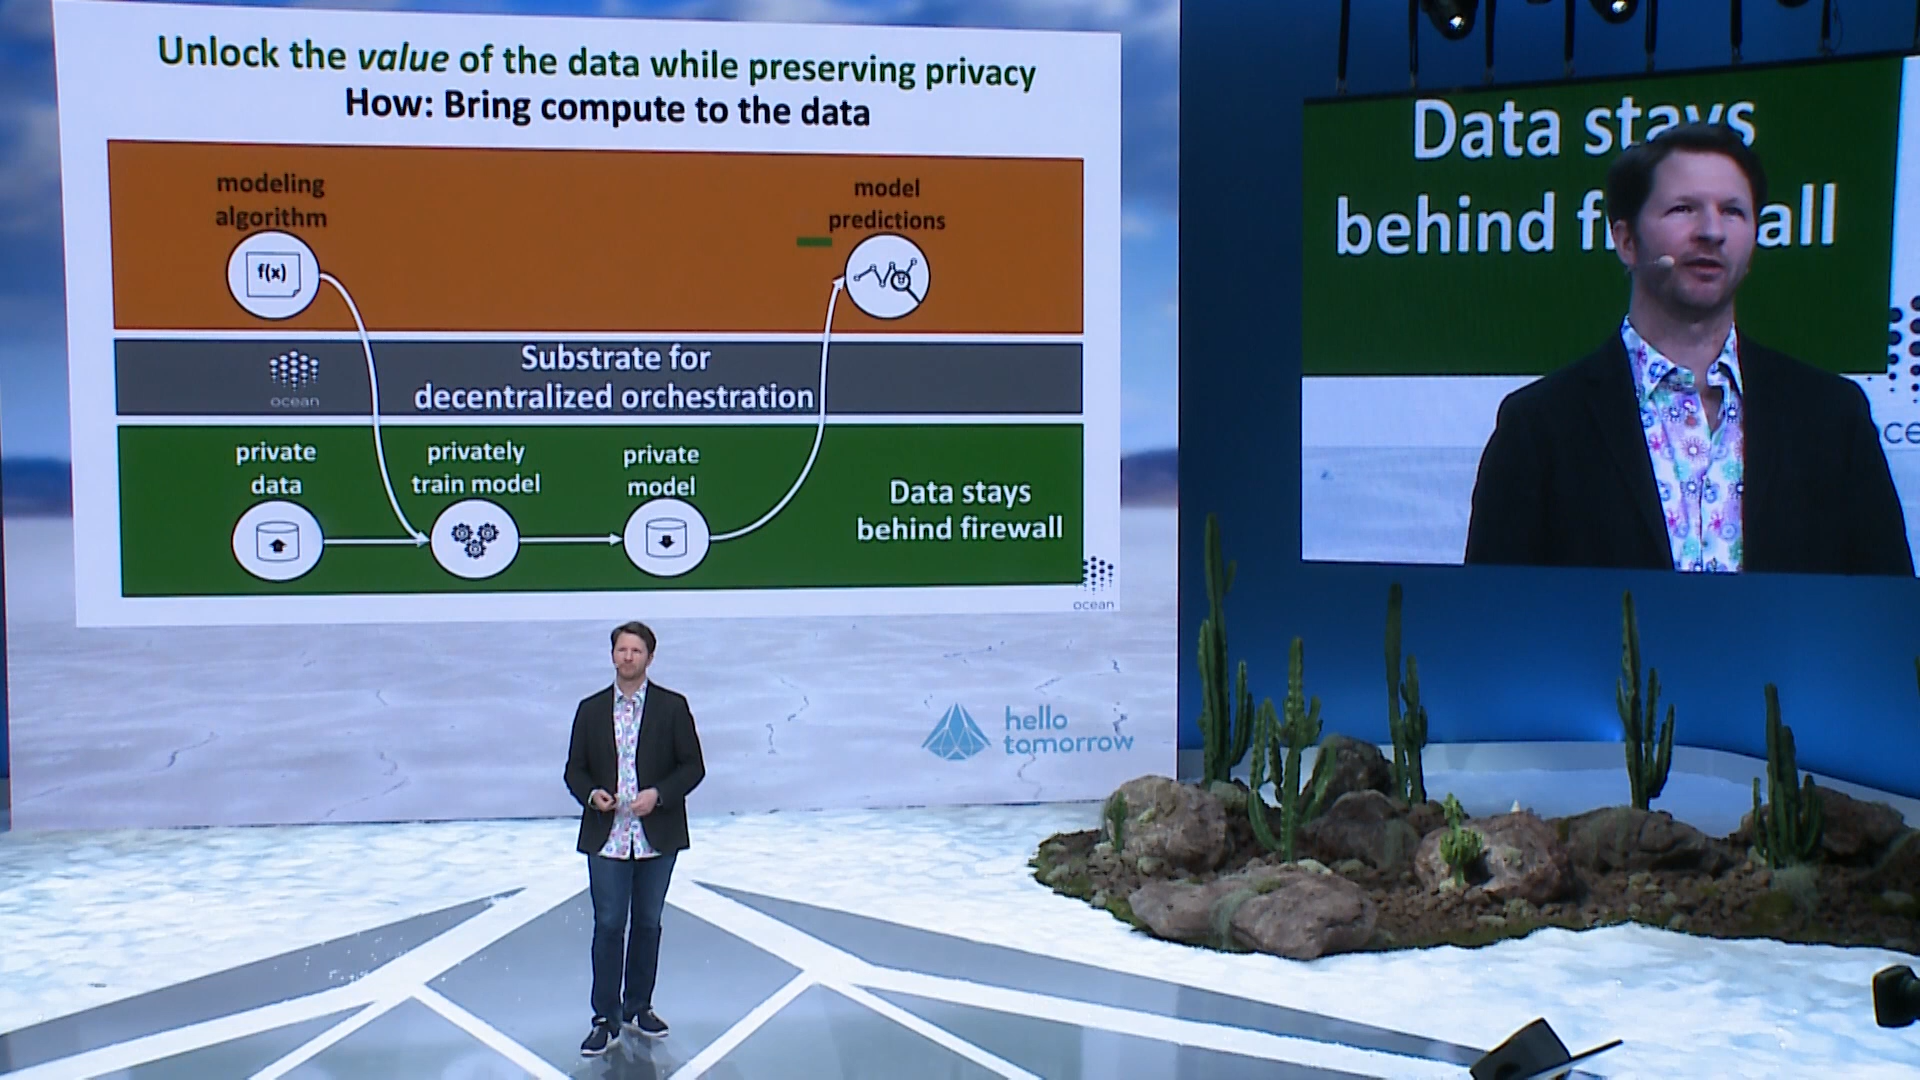 Unlock the value of the data while preserving privacy
How: Bring compute to the data
modeling
algorithm
f(x)
model
predictions
ocean
Substrate for
decentralized orchestration
private
data
privately
train model
private
model
Data stays
behind firewall
ocean
hello
tomorrow
Data stays
behind f all
oce